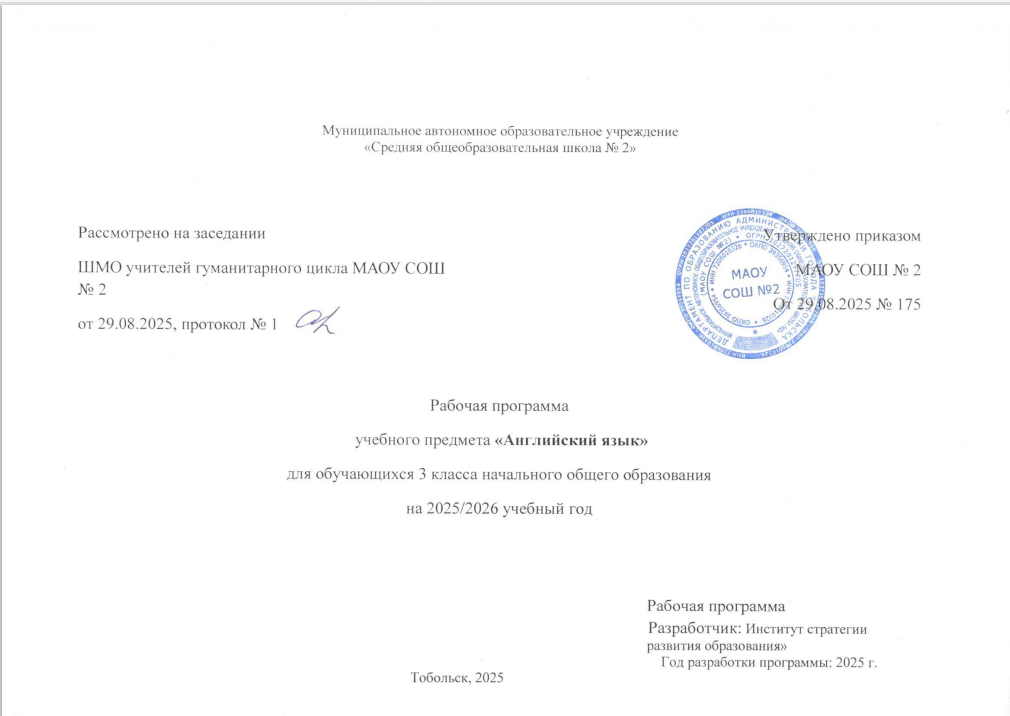 Муниципальное автономное образовательное учреждение
«Средняя общеобразовательная школа № 2»
Рассмотрено на заседании
ШМО учителей гуманитарного цикла МАОУ СОШ
№ 2
от 29.08.2025, протокол № 1
Утверждено приказом
МАОУ СОШ № 2
От 29.08.2025 № 175
МАОУ
СОШ №2
Рабочая программа
учебного предмета «Английский язык»
для обучающихся 3 класса начального общего образования
на 2025/2026 учебный год
Рабочая программа
Разработчик: Институт стратегии
развития образования»
Год разработки программы: 2025 г.
Тобольск, 2025